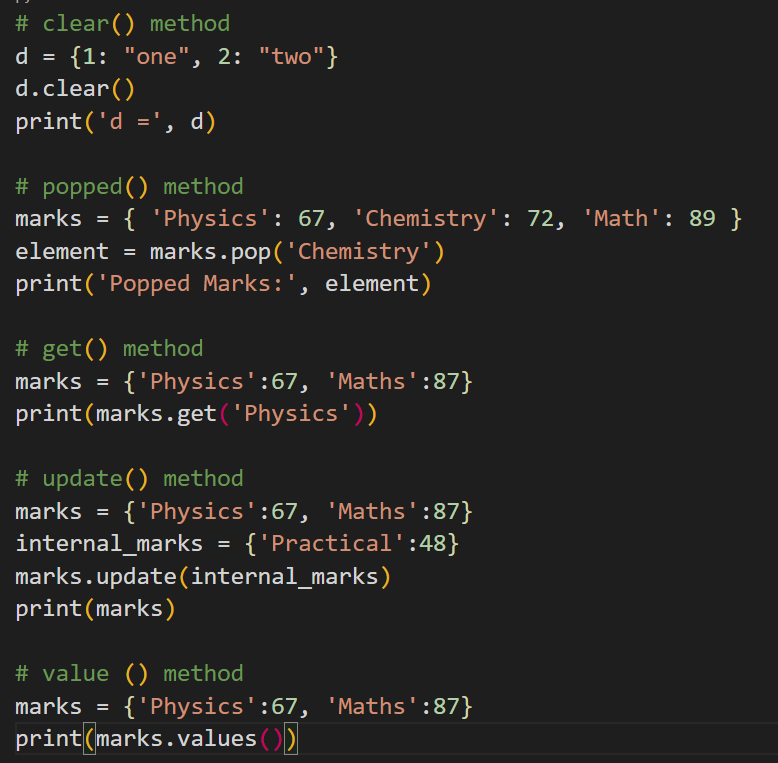 # clear() method
d = {1: "one", 2: "two"}
d.clear()
print('d =', d)
# popped() method
marks = { 'Physics': 67, 'Chemistry': 72, 'Math': 89 }
element = marks.pop('Chemistry')
print('Popped Marks:', element)
# get() method
marks = {'Physics':67, 'Maths':87}
print(marks.get('Physics'))
# update() method
marks = {'Physics':67, 'Maths':87}
internal_marks = {'Practical':48}
marks.update(internal_marks)
print(marks)
# value () method
marks = {'Physics':67, 'Maths':87}
print(marks.values())